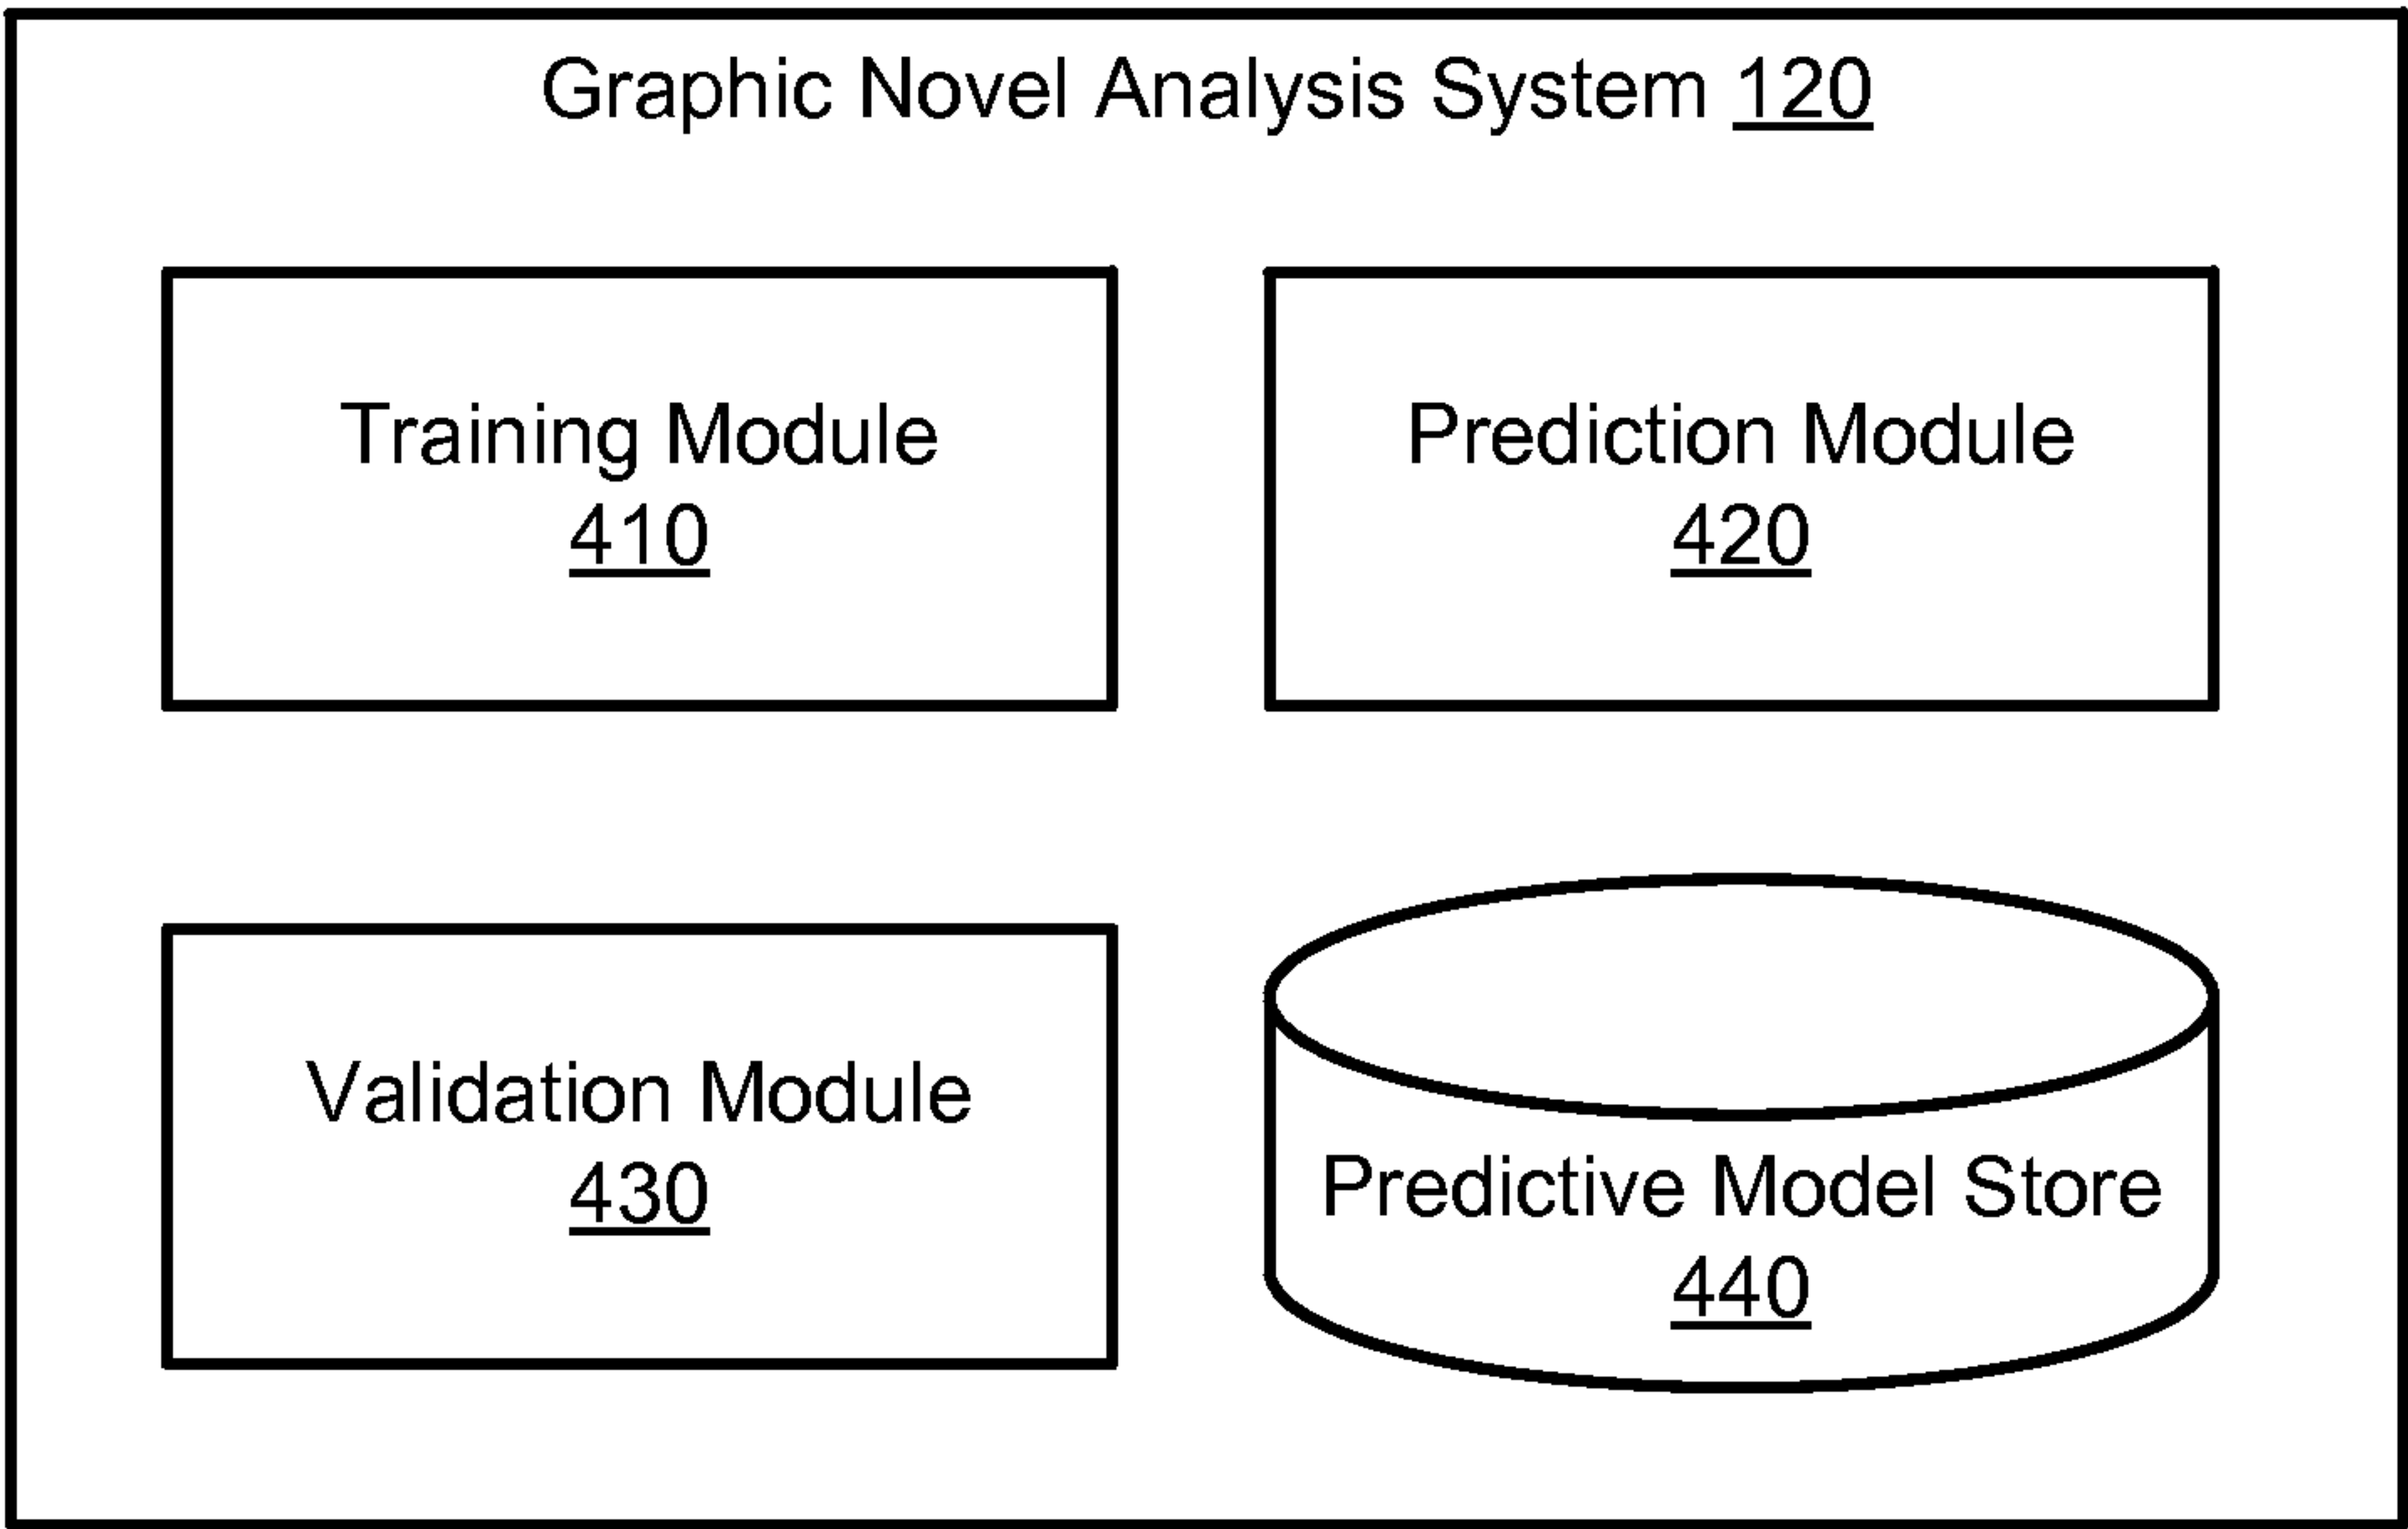 Graphic Novel Analysis System 120
Training Module
410
Prediction Module
420
Validation Module
430
Predictive Model Store
440